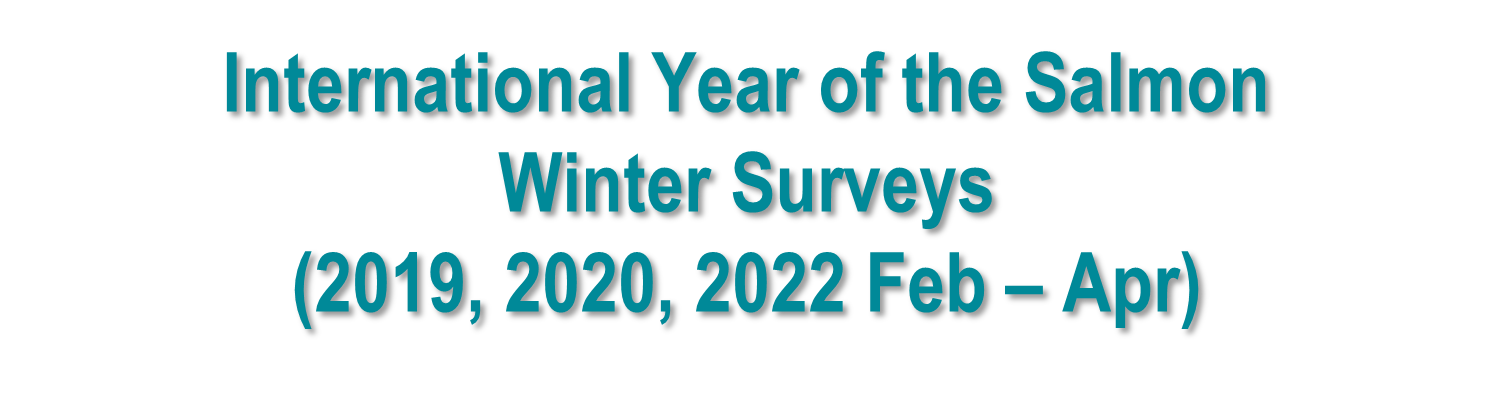 International Year of the Salmon
Winter Surveys
(2019, 2020, 2022 Feb – Apr)